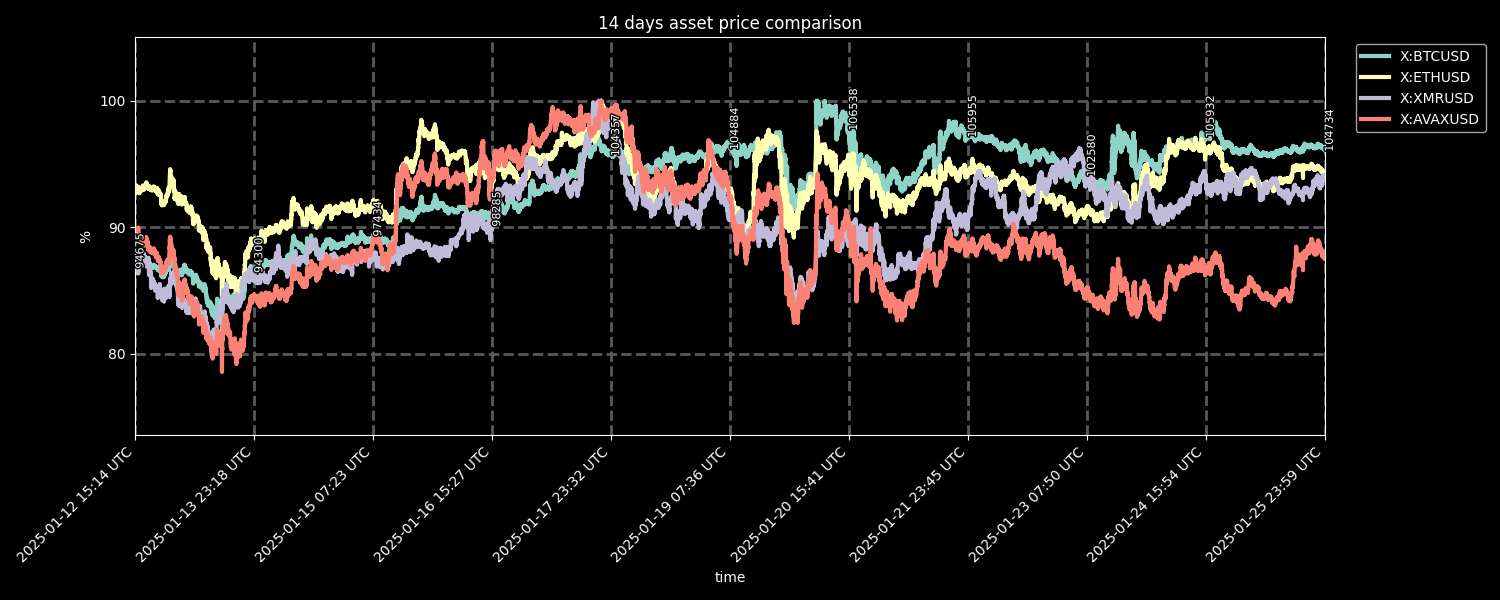 14 days asset price comparison
X:BTCUSD
X:ETHUSD
X:XMRUSD
X:AVAXUSD
%
100
90
80
94675
94300
97434
98285
104357
104884
106538
105955
102580
105932
104734
2025-01-12 15:14 UTC
2025-01-13 23:18 UTC
2025-01-15 07:23 UTC
2025-01-16 15:27 UTC
2025-01-17 23:32 UTC
2025-01-19 07:36 UTC
2025-01-20 15:41 UTC
2025-01-21 23:45 UTC
2025-01-23 07:50 UTC
2025-01-24 15:54 UTC
2025-01-25 23:59 UTC
time